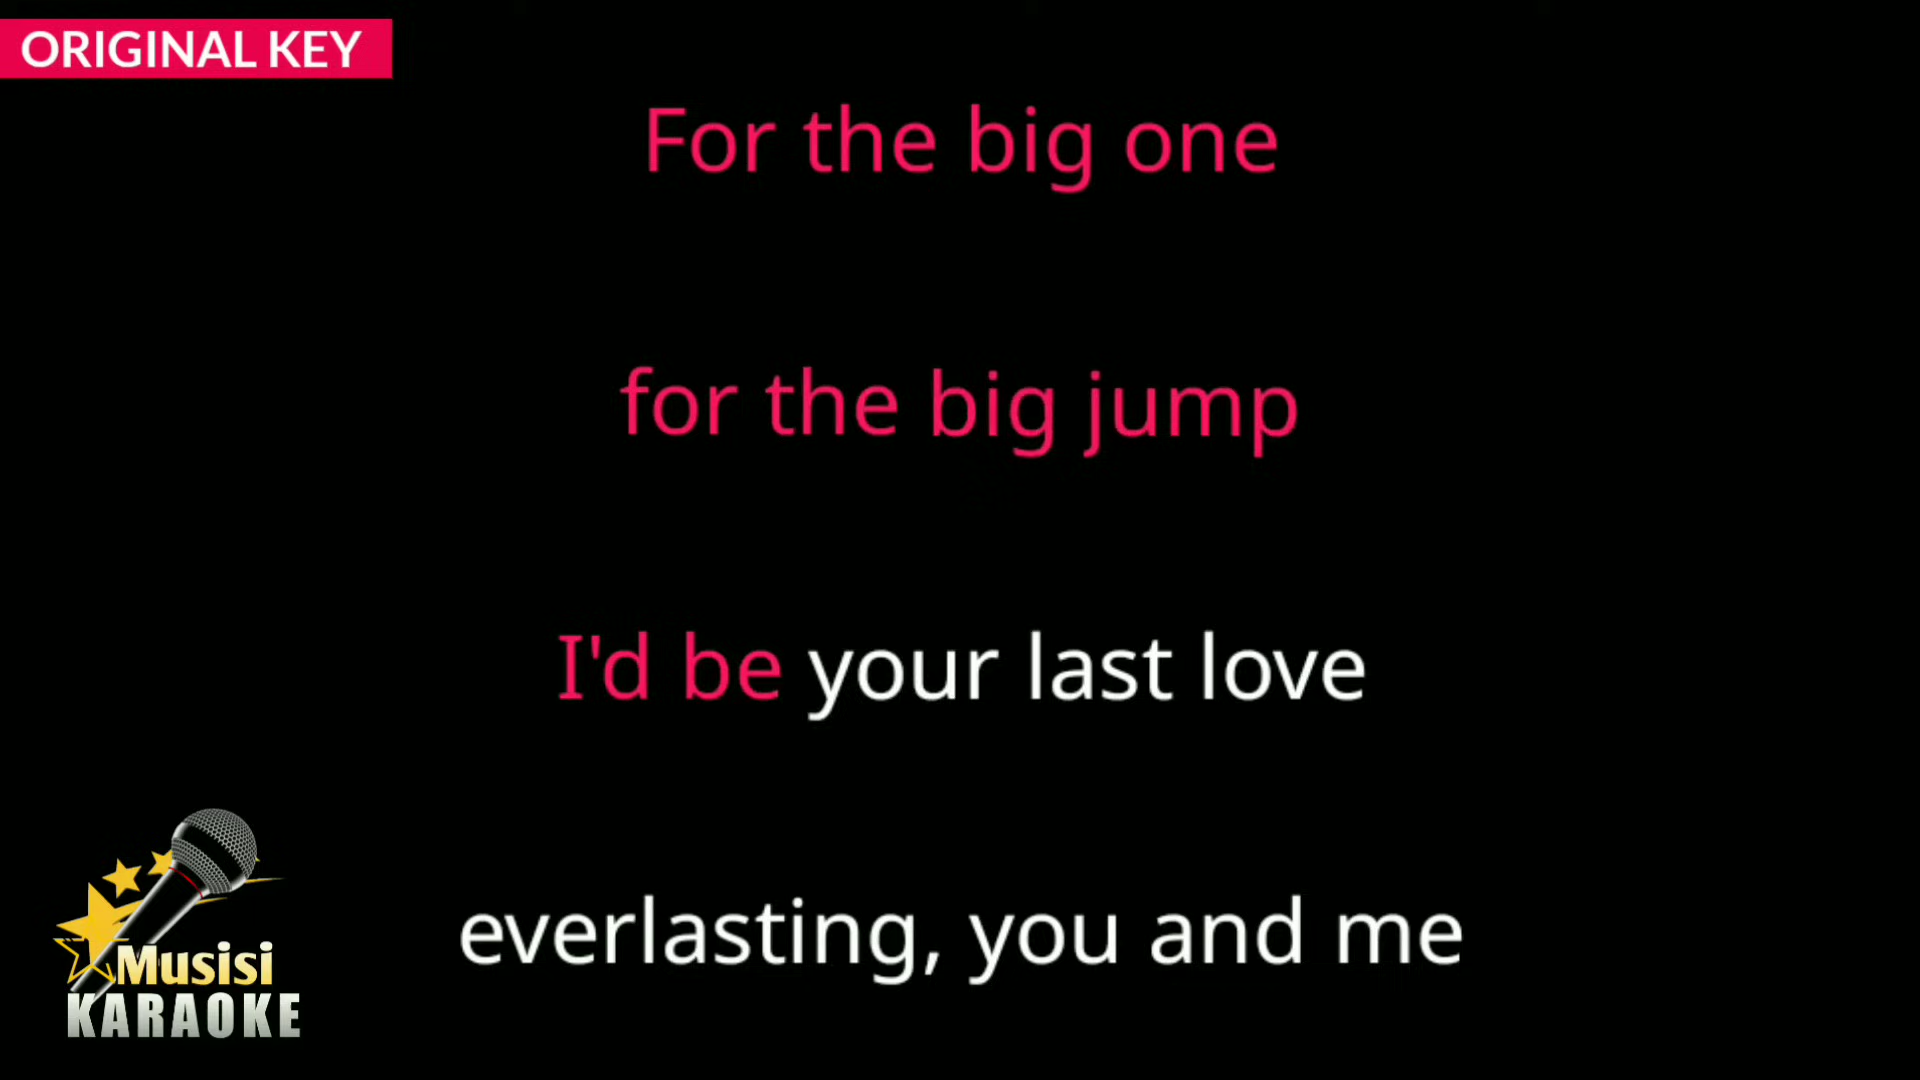 ORIGINAL KEY
For the big one
for the big jump
I'd be your last love
everlasting, you and me
Musisi
KARAOKE